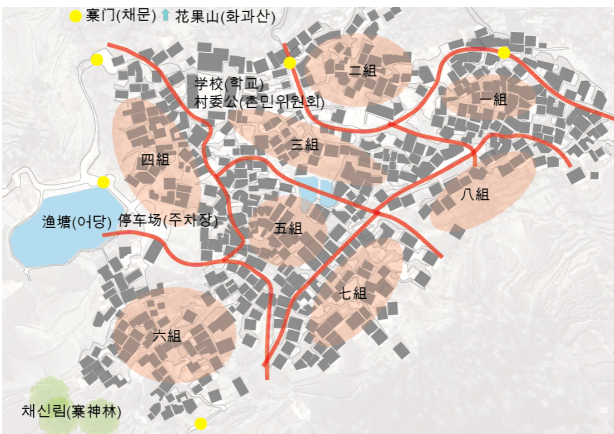 寨门(채문) 花果山(화과산)
二組
学校(학교)
村委公(촌민위원회)
一組
三組
四組
八組
渔塘(어당) 停车场(주차장)
五組
七組
六組
채신림(寨神林)